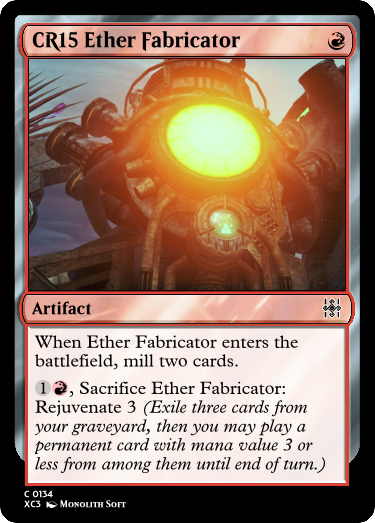 CR15 Ether Fabricator
Artifact
When Ether Fabricator enters the
battlefield, mill two cards.
1, Sacrifice Ether Fabricator:
Rejuvenate 3 (Exile three cards from
your graveyard, then you may play a
permanent card with mana value 3 or
less from among them until end of turn.)
C 0134
XC3 Monolith Soft